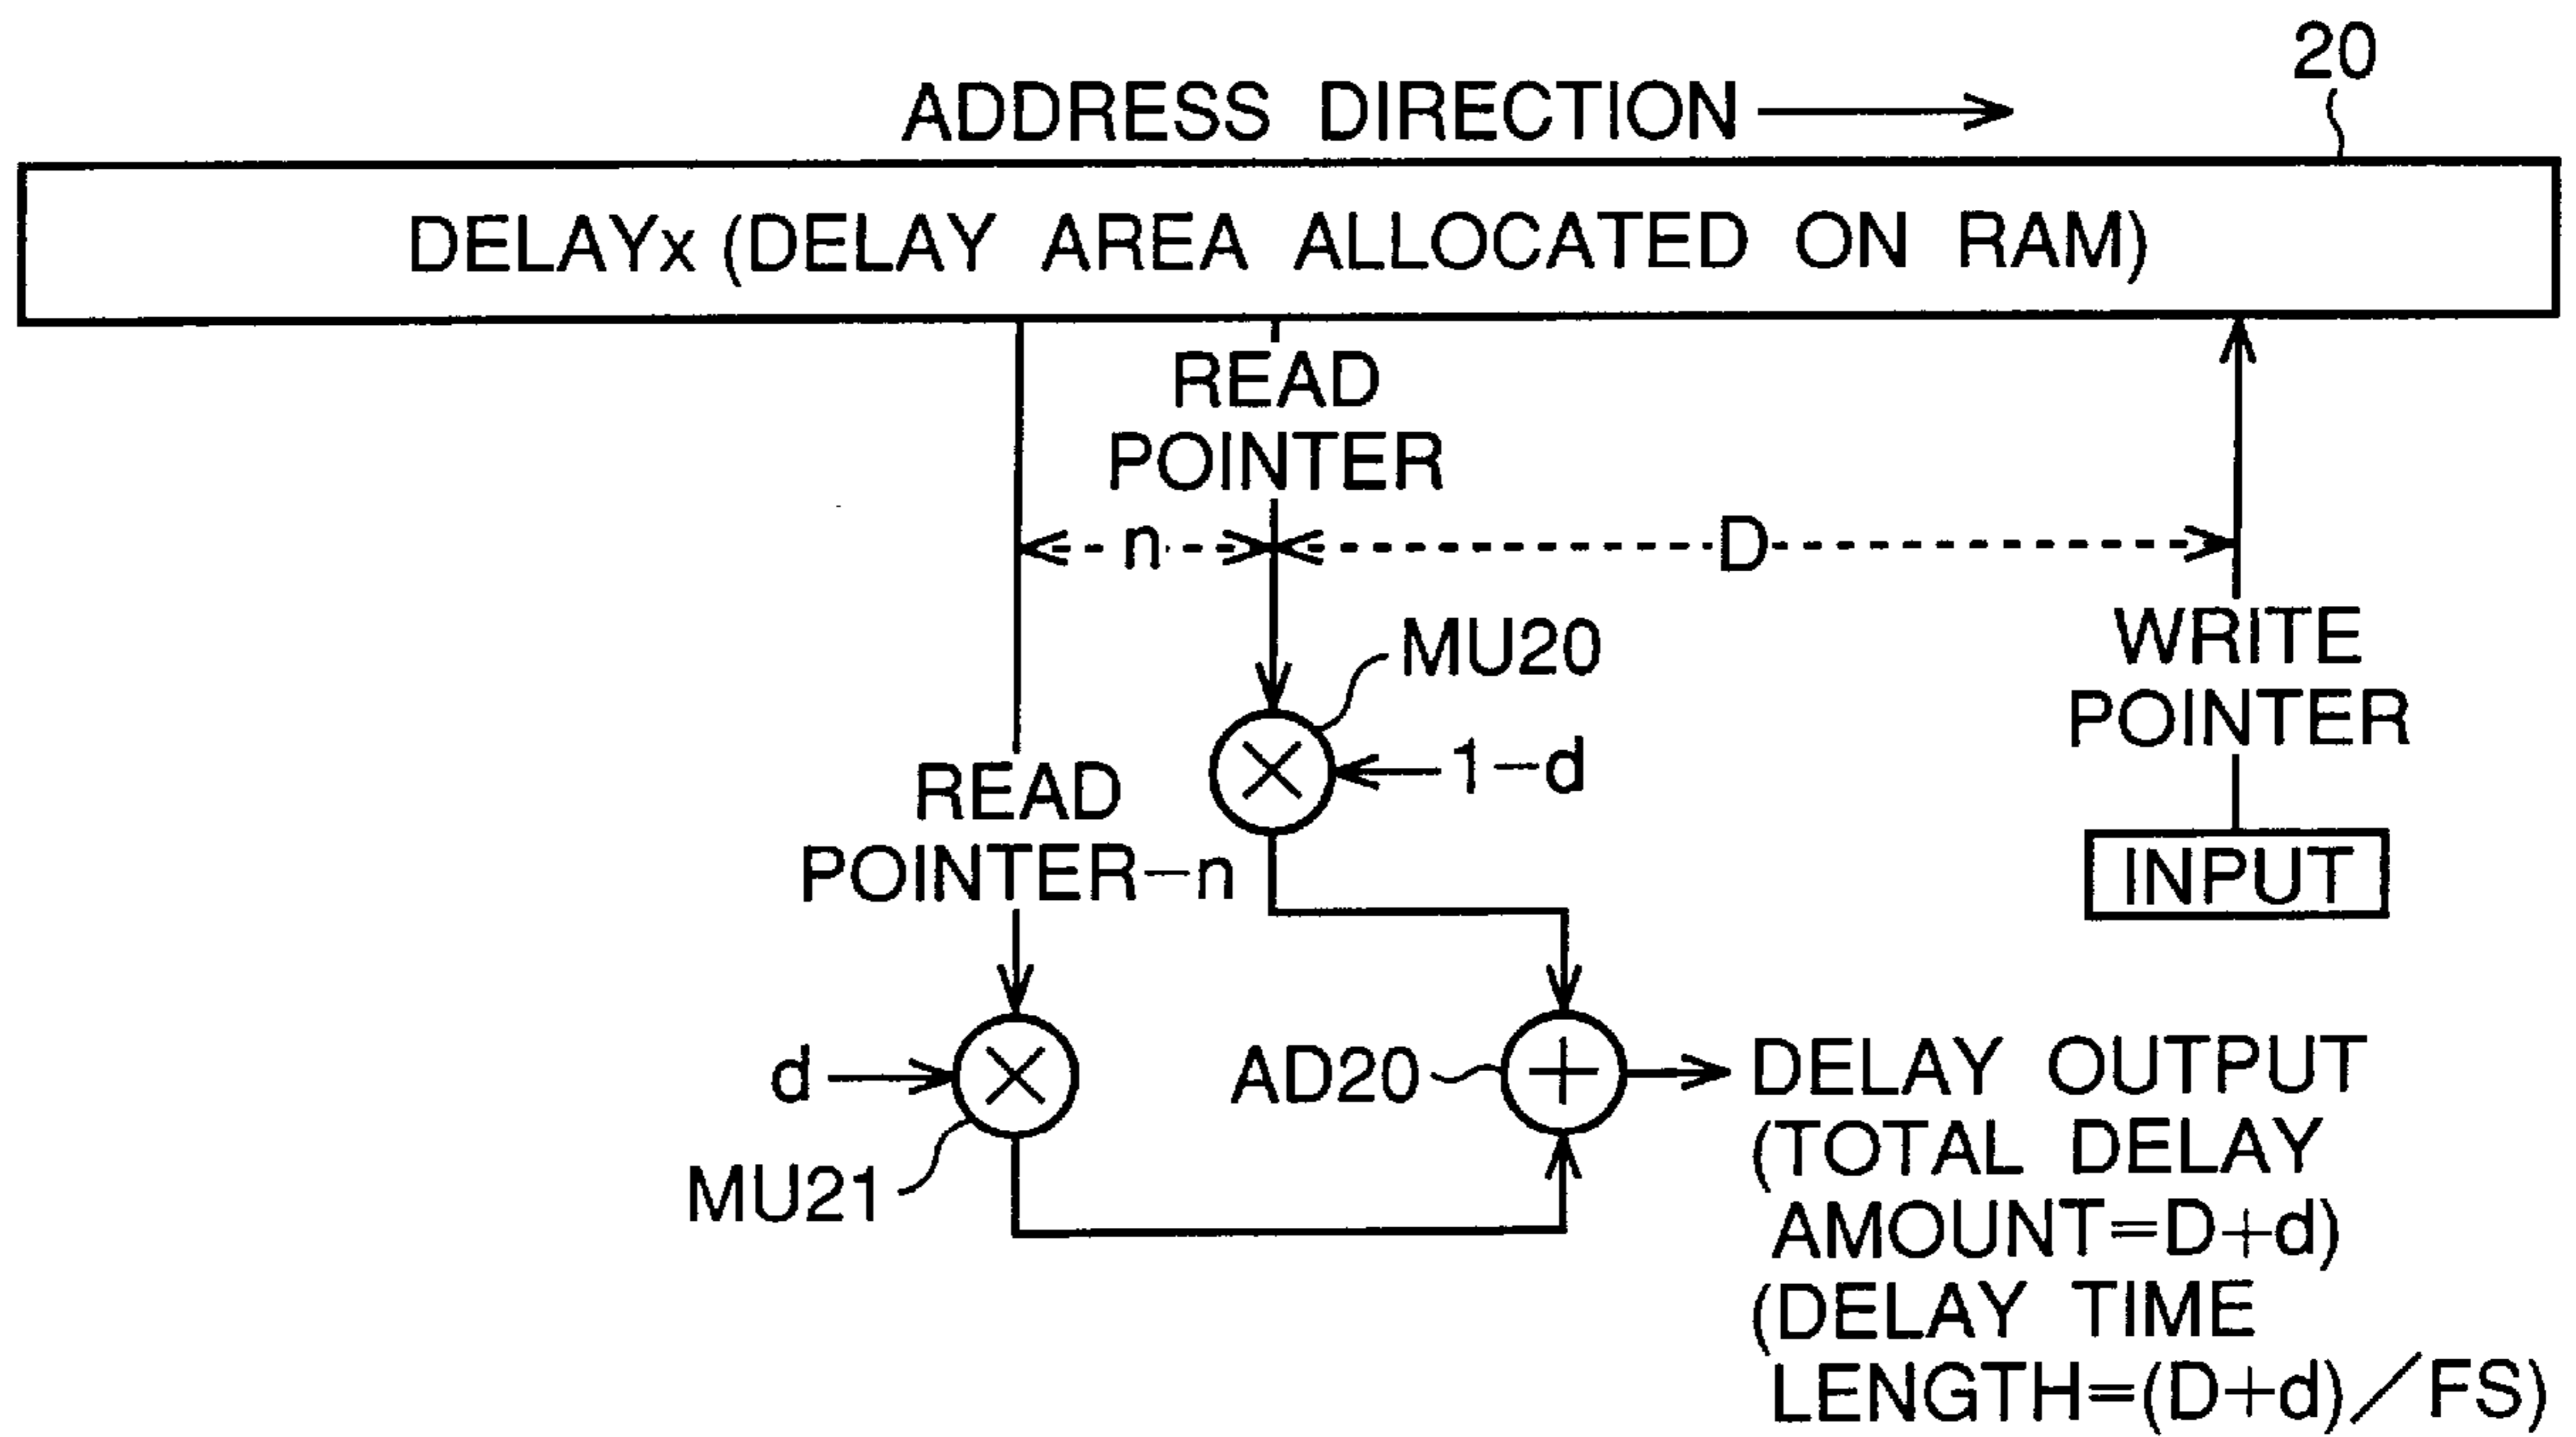 20
ADDRESS DIRECTION
DELAYx (DELAY AREA ALLOCATED ON RAM)
READ
POINTER
n
D
MU20
WRITE
POINTER
1-d
READ
POINTER-n
INPUT
d
AD20
MU21
DELAY OUTPUT
(TOTAL DELAY
AMOUNT=D+d)
(DELAY TIME
LENGTH=(D+d)/FS)